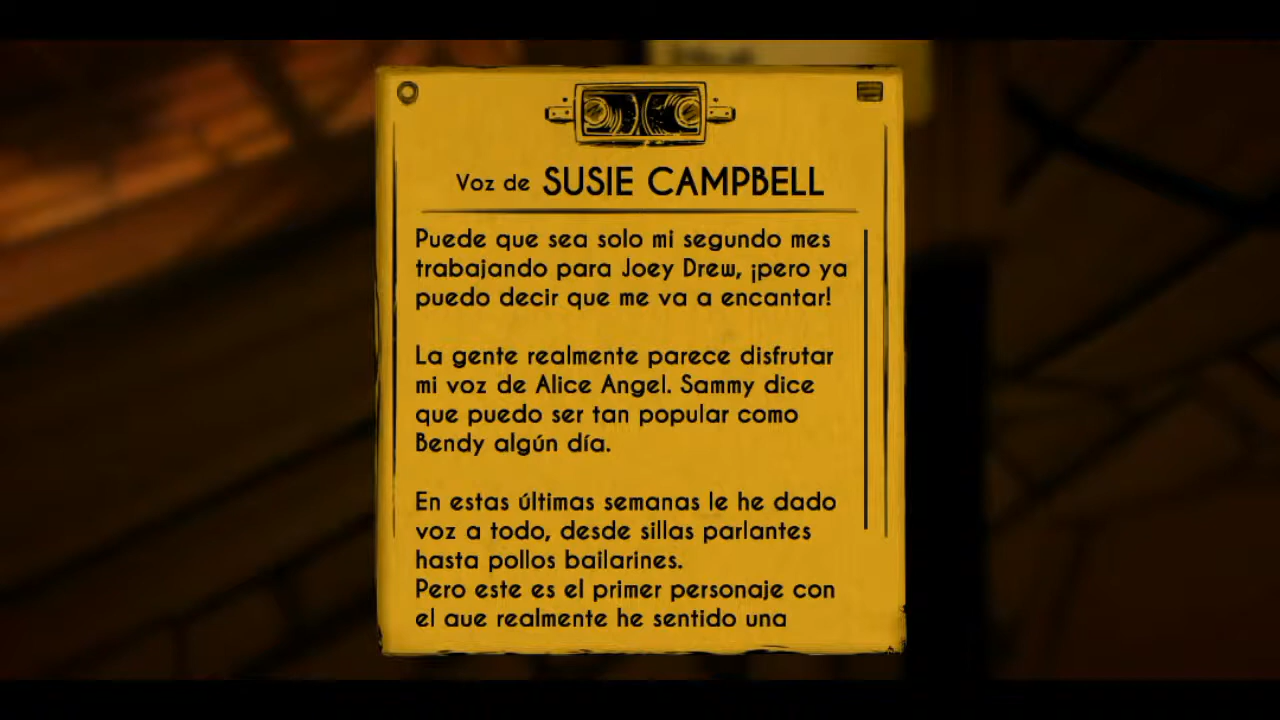 Voz de SUSIE CAMPBELL
Puede que sea solo mi segundo mes
trabajando para Joey Drew, ¡pero ya
puedo decir que me va a encantar!
La gente realmente parece disfrutar
mi voz de Alice Angel. Sammy dice
que puedo ser tan popular como
Bendy algún día.
En estas últimas semanas le he dado
voz a todo, desde sillas parlantes
hasta pollos bailarines.
Pero este es el primer personaje con
el que realmente he sentido una